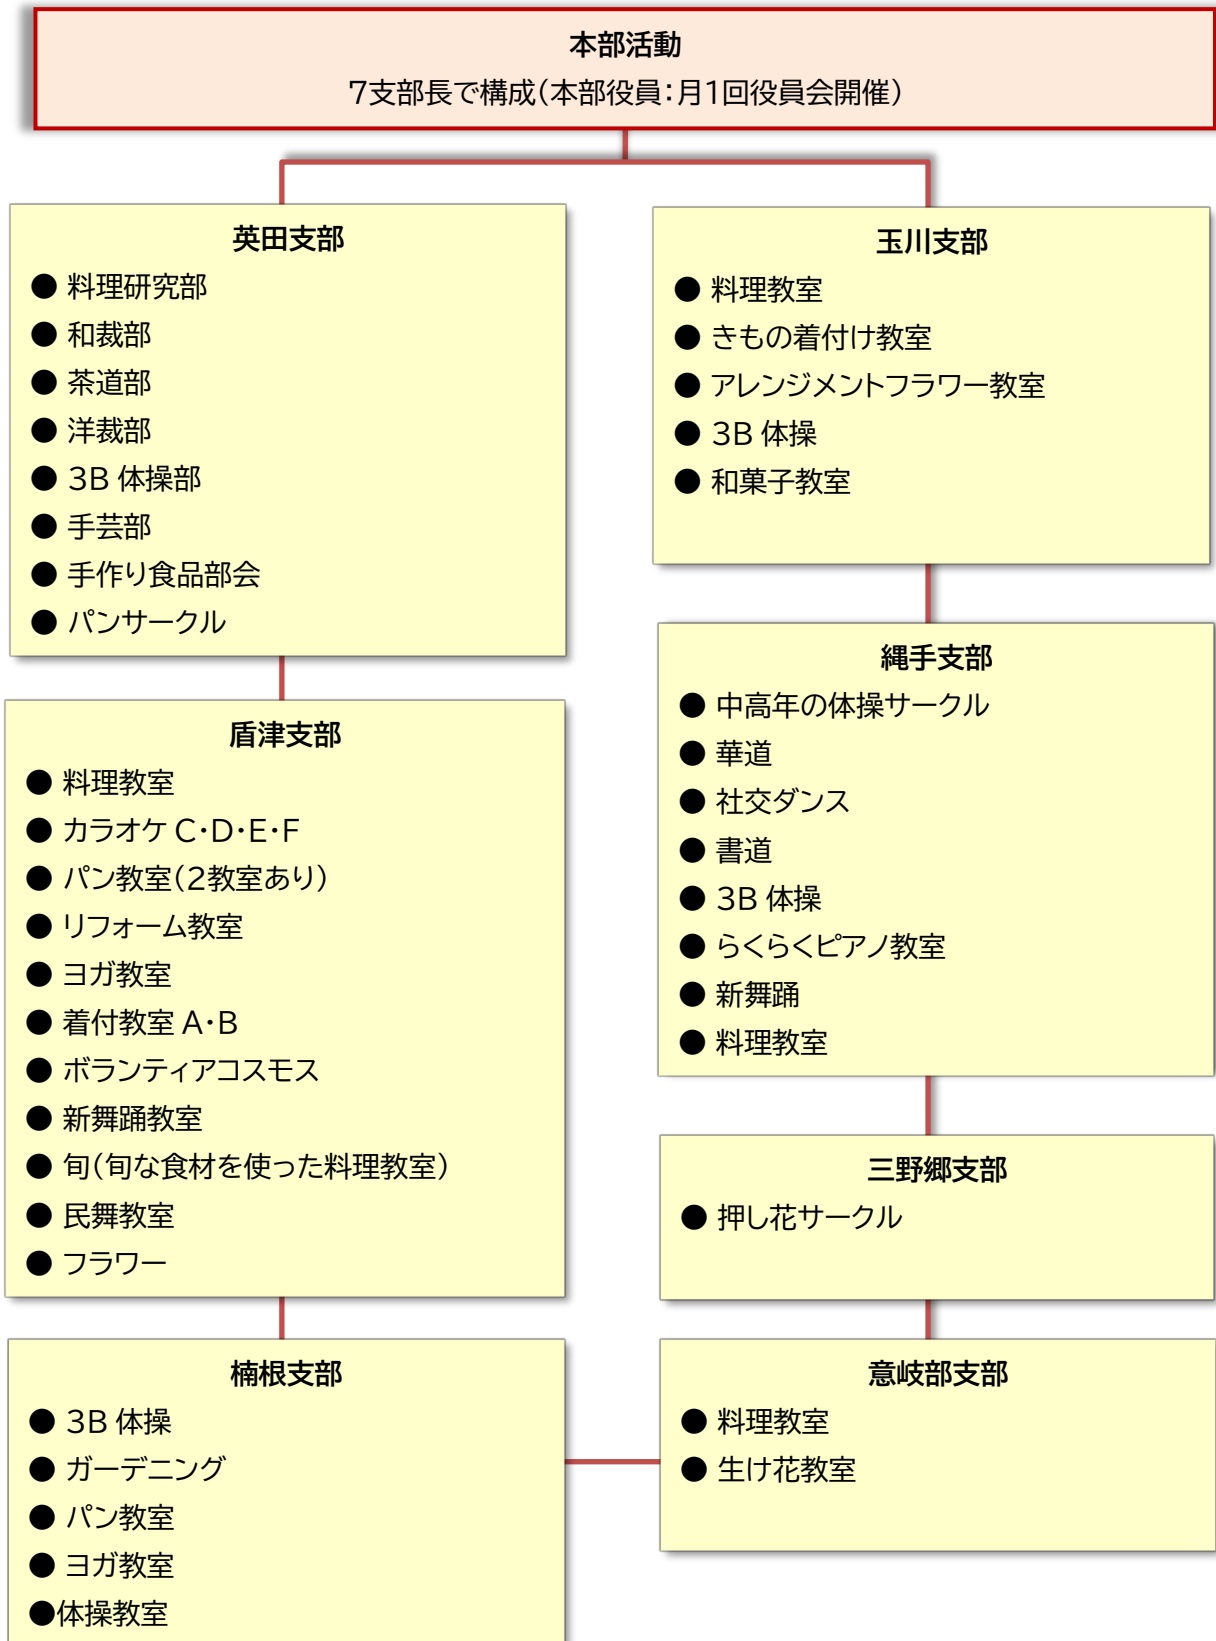 本部活動
7支部長で構成(本部役員:月1回役員会開催)
英田支部
● 料理研究部
● 和裁部
● 茶道部
● 洋裁部
● 3B 体操部
● 手芸部
● 手作り食品部会
● パンサークル
玉川支部
● 料理教室
● きもの着付け教室
● アレンジメントフラワー教室
● 3B 体操
● 和菓子教室
盾津支部
● 料理教室
● カラオケ C・D・E・F
● パン教室(2教室あり)
● リフォーム教室
● ヨガ教室
● 着付教室 A・B
● ボランティアコスモス
● 新舞踊教室
● 旬(旬な食材を使った料理教室)
● 民舞教室
● フラワー
縄手支部
● 中高年の体操サークル
● 華道
● 社交ダンス
● 書道
● 3B 体操
● らくらくピアノ教室
● 新舞踊
● 料理教室
三野郷支部
● 押し花サークル
楠根支部
● 3B 体操
● ガーデニング
● パン教室
● ヨガ教室
●体操教室
意岐部支部
● 料理教室
● 生け花教室